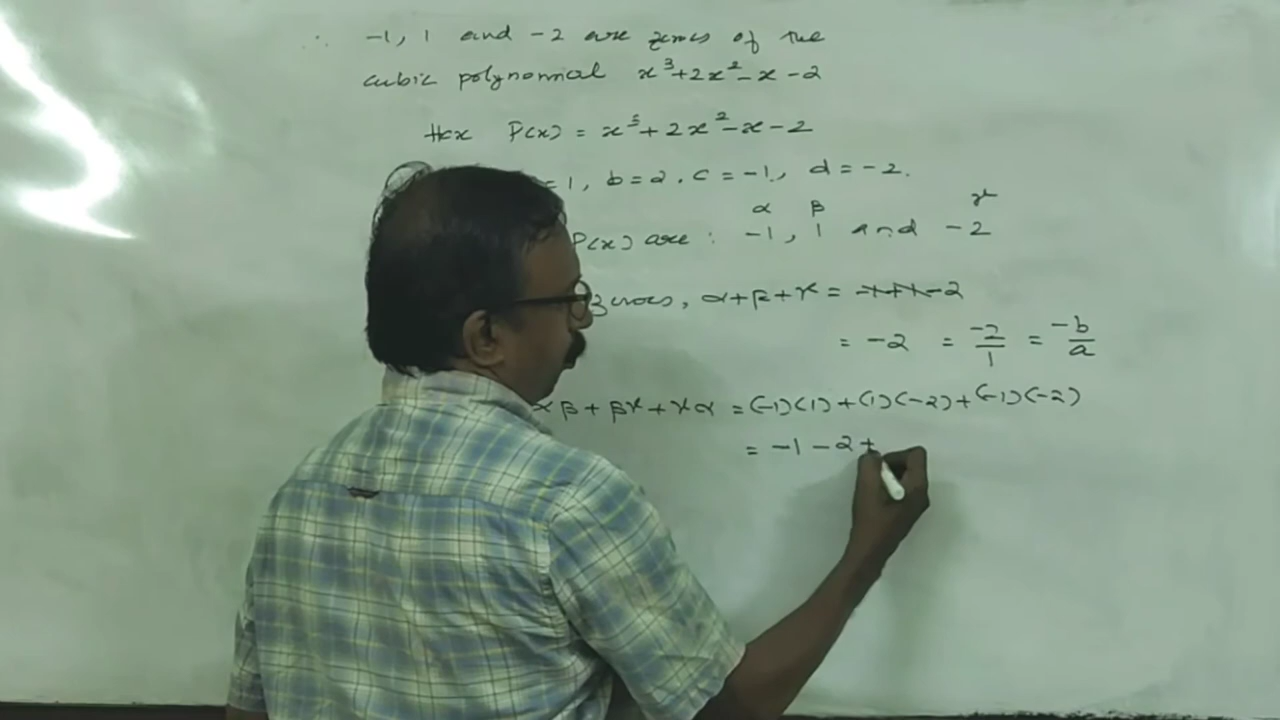 ∴ -1, 1 and -2 are zeros of the
cubic polynomial x³+2x²-x-2
P(x) = x³+2x²-x-2
=1, b=2, c=-1, d=-2.
α β γ
P(x) are : -1, 1 and -2
zeros, α+β+γ = -1+1-2
= -2 = -2/1 = -b/a
αβ+βγ+γα = (-1)(1)+(1)(-2)+(-1)(-2)
= -1-2+